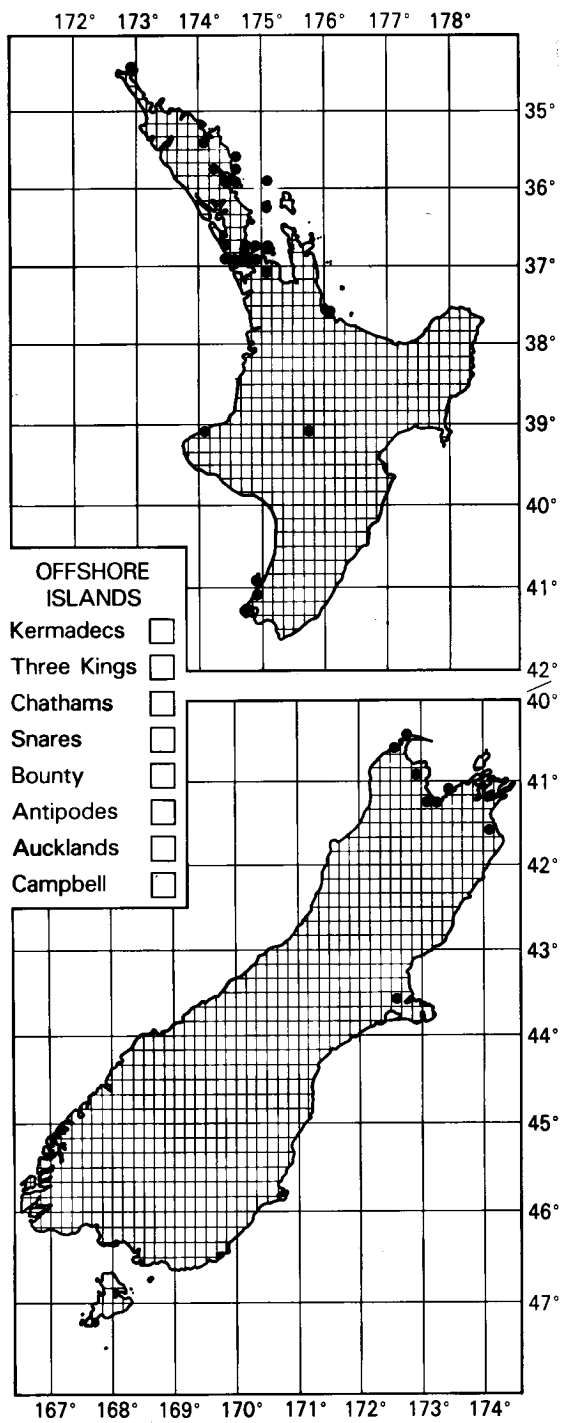 172° 173° 174° 175° 176° 177° 178°
35°
36°
37°
38°
39°
40°
41°
42°
OFFSHORE
ISLANDS
Kermadecs
Three Kings
Chathams
Snares
Bounty
Antipodes
Aucklands
Campbell
40°
41°
42°
43°
44°
45°
46°
47°
167° 168° 169° 170° 171° 172° 173° 174°